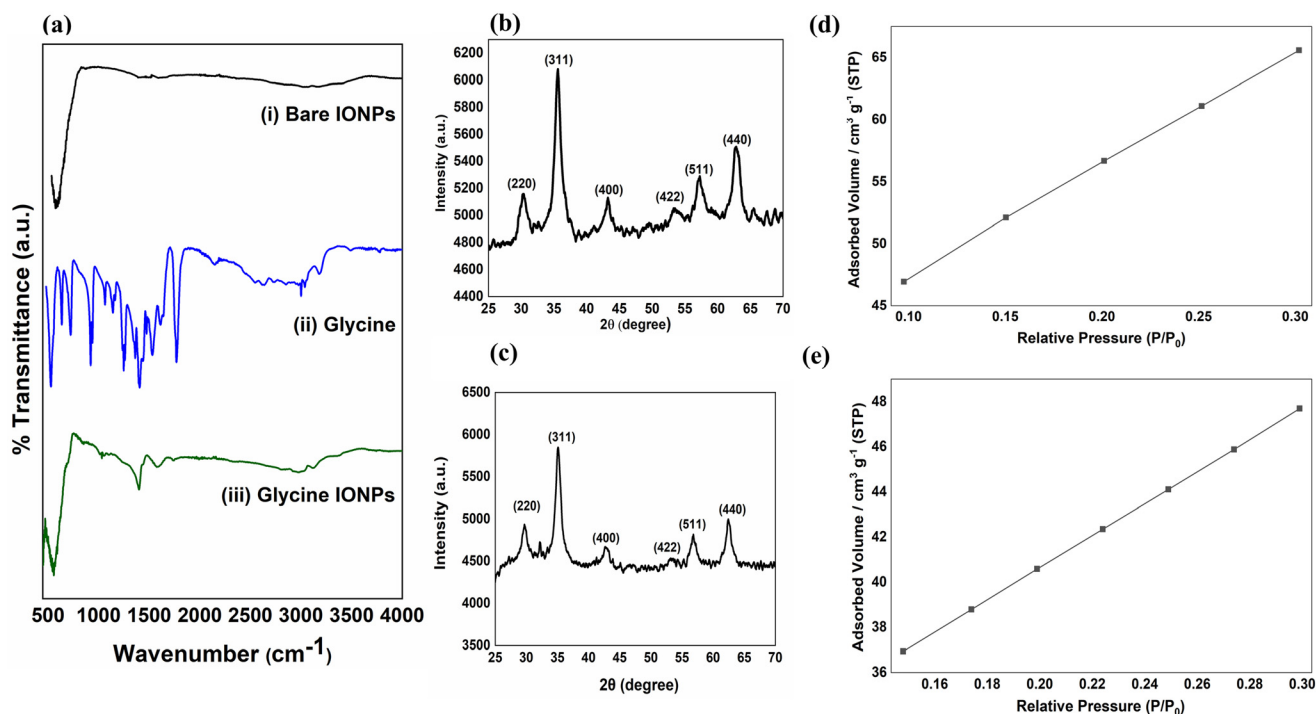 (a)
% Transmittance (a.u.)
(i) Bare IONPs
(ii) Glycine
(iii) Glycine IONPs
500 1000 1500 2000 2500 3000 3500 4000
Wavenumber (cm-1)
(b)
Intensity (a.u.)
6200
6000
5800
5600
5400
5200
5000
4800
4600
4400
(220)
(311)
(400)
(422)
(511)
(440)
25 30 35 40 45 50 55 60 65 70
2θ (degree)
(c)
Intensity (a.u.)
6500
6000
5500
5000
4500
4000
3500
(220)
(311)
(400)
(422)
(511)
(440)
25 30 35 40 45 50 55 60 65 70
2θ (degree)
(d)
Adsorbed Volume / cm³ g⁻¹ (STP)
65
60
55
50
45
0.10 0.15 0.20 0.25 0.30
Relative Pressure (P/P₀)
(e)
Adsorbed Volume / cm³ g⁻¹ (STP)
48
46
44
42
40
38
36
0.16 0.18 0.20 0.22 0.24 0.26 0.28 0.30
Relative Pressure (P/P₀)